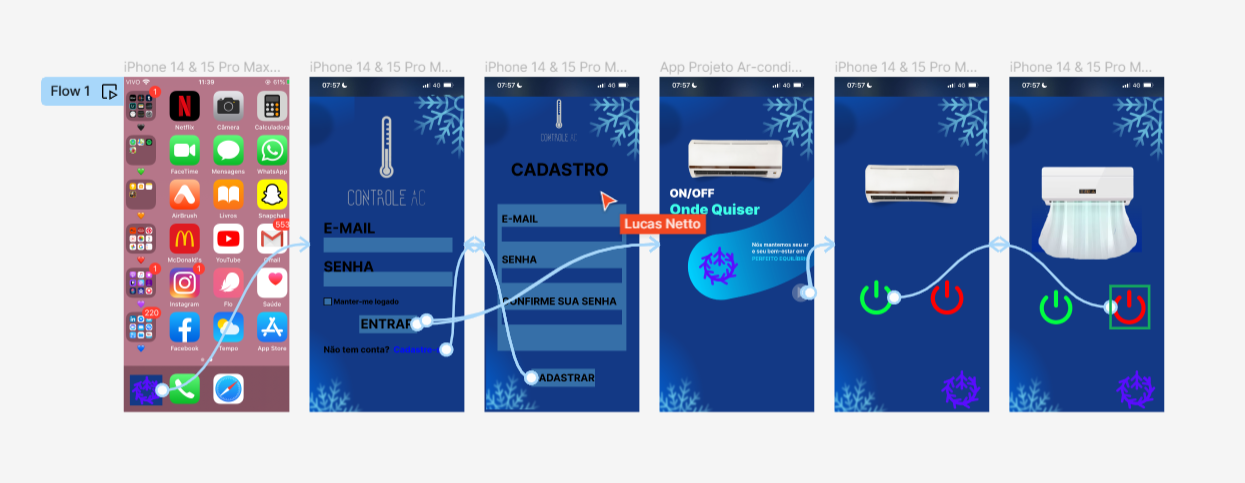 Flow 1
iPhone 14 & 15 Pro Max...
VIVO
11:39
61%
1
Netflix
Câmera
Calculadora
FaceTime
Mensagens
WhatsApp
AirBrush
Livros
Snapchat
553
McDonald's
YouTube
Gmail
1
1
Instagram
Flo
Saúde
220
Facebook
Tempo
App Store
iPhone 14 & 15 Pro M...
07:57
4G
CONTROLE AC
E-MAIL
SENHA
Manter-me logado
ENTRAR
Não tem conta? Cadastre-
iPhone 14 & 15 Pro M...
07:57
4G
CONTROLE AC
CADASTRO
Lucas Netto
E-MAIL
SENHA
CONFIRME SUA SENHA
ADASTRAR
App Projeto Ar-condi...
07:57
4G
ON/OFF
Onde Quiser
Nós mantemos seu ar
e seu bem-estar em
PERFEITO EQUILÍBRI
iPhone 14 & 15 Pro M...
07:57
4G
iPhone 14 & 15 Pro M...
07:57
4G